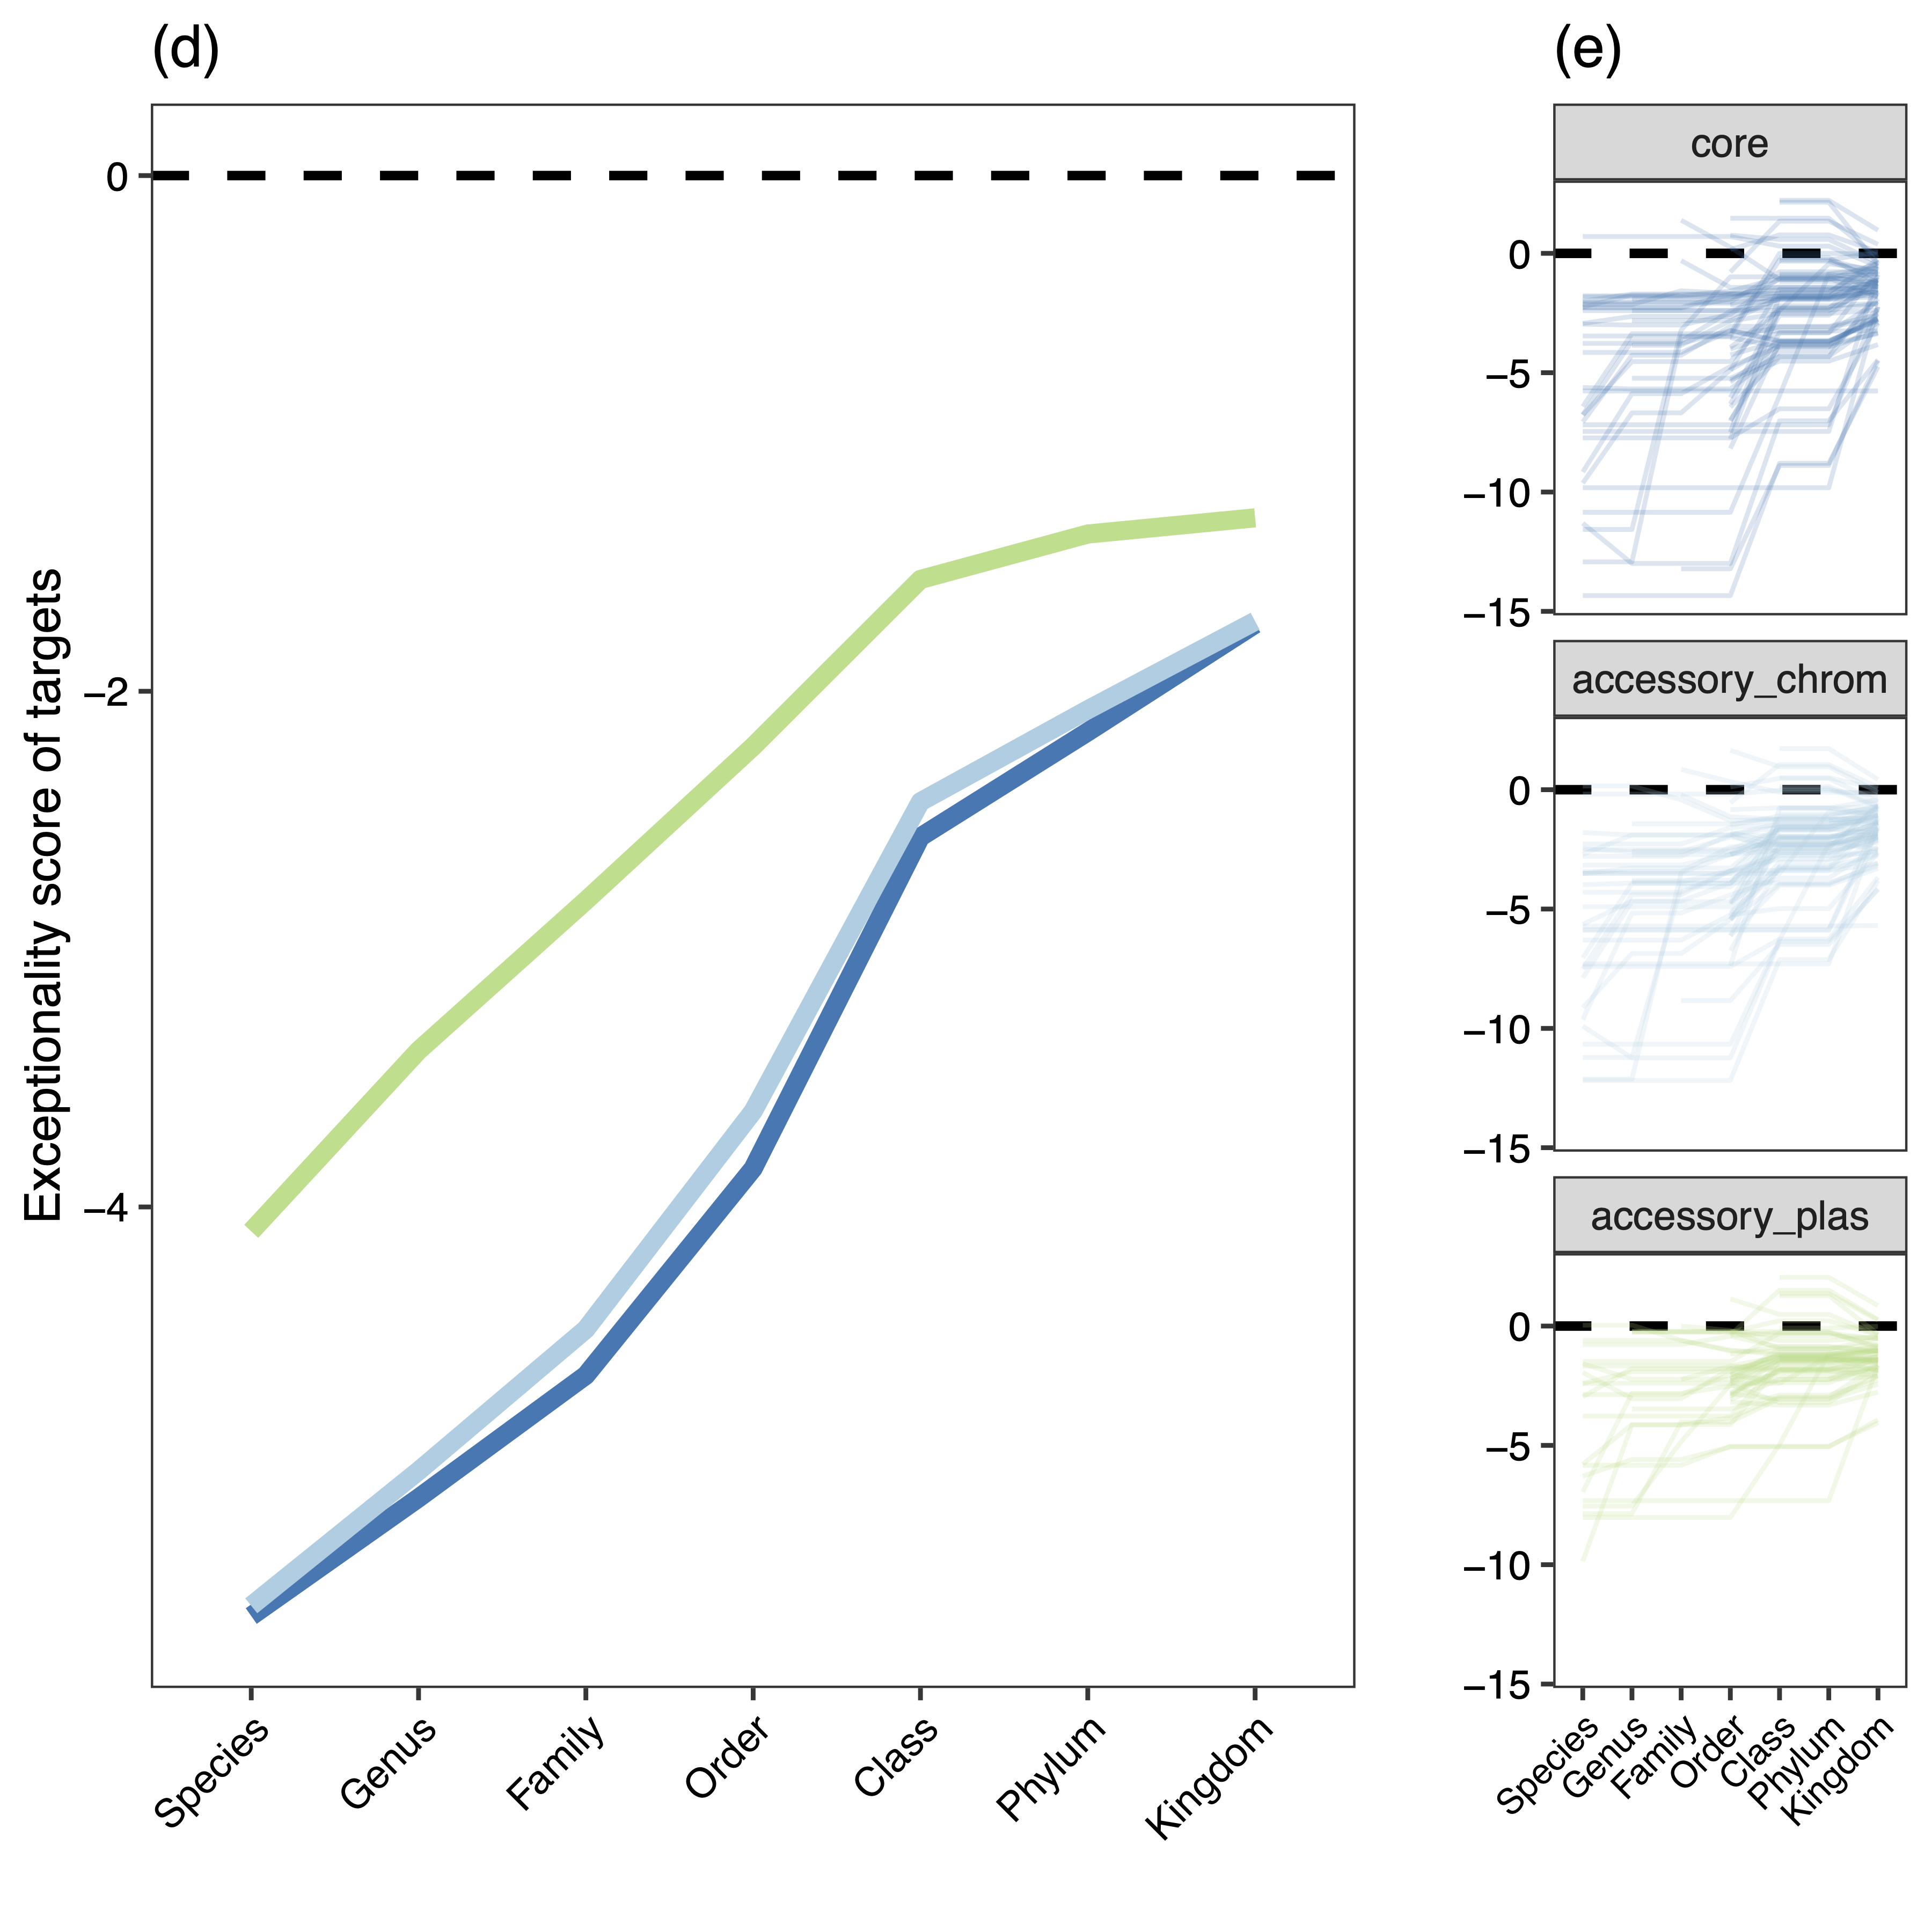 (d)
Exceptionality score of targets
0
−2
−4
Species
Genus
Family
Order
Class
Phylum
Kingdom
(e)
core
0
−5
−10
−15
accessory_chrom
0
−5
−10
−15
accessory_plas
0
−5
−10
−15
Species
Genus
Family
Order
Class
Phylum
Kingdom